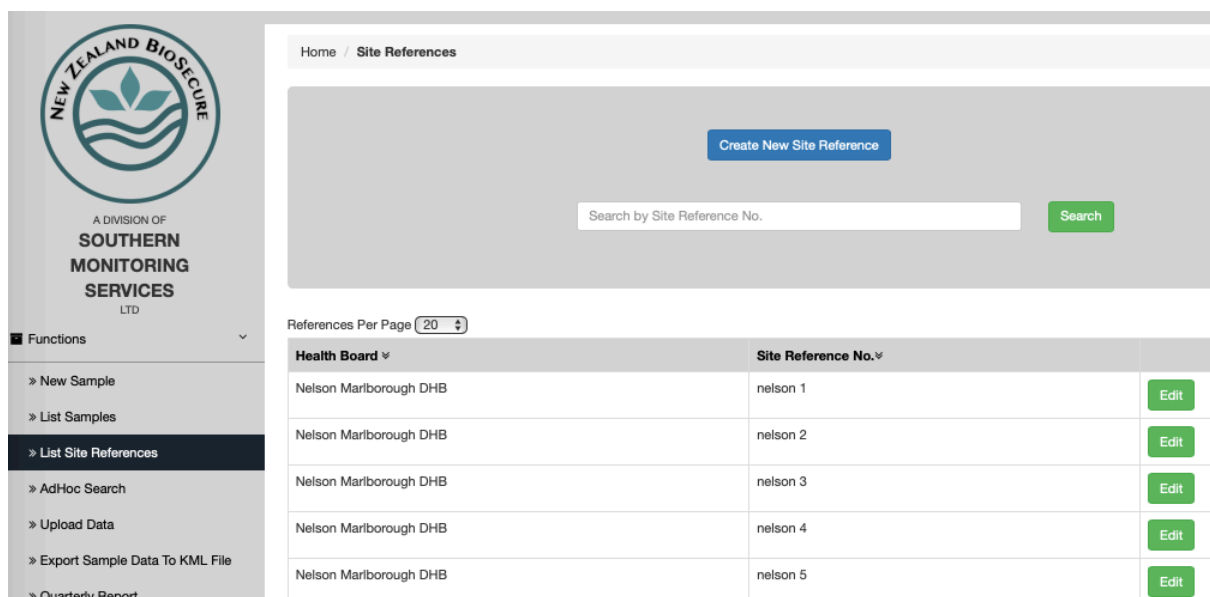 NEW ZEALAND BIOSECURE
A DIVISION OF
SOUTHERN
MONITORING
SERVICES
LTD
Functions
» New Sample
» List Samples
» List Site References
» AdHoc Search
» Upload Data
» Export Sample Data To KML File
» Quarterly Report
Home / Site References
Create New Site Reference
Search by Site Reference No. Search
References Per Page 20
Health Board Site Reference No.
Nelson Marlborough DHB nelson 1 Edit
Nelson Marlborough DHB nelson 2 Edit
Nelson Marlborough DHB nelson 3 Edit
Nelson Marlborough DHB nelson 4 Edit
Nelson Marlborough DHB nelson 5 Edit